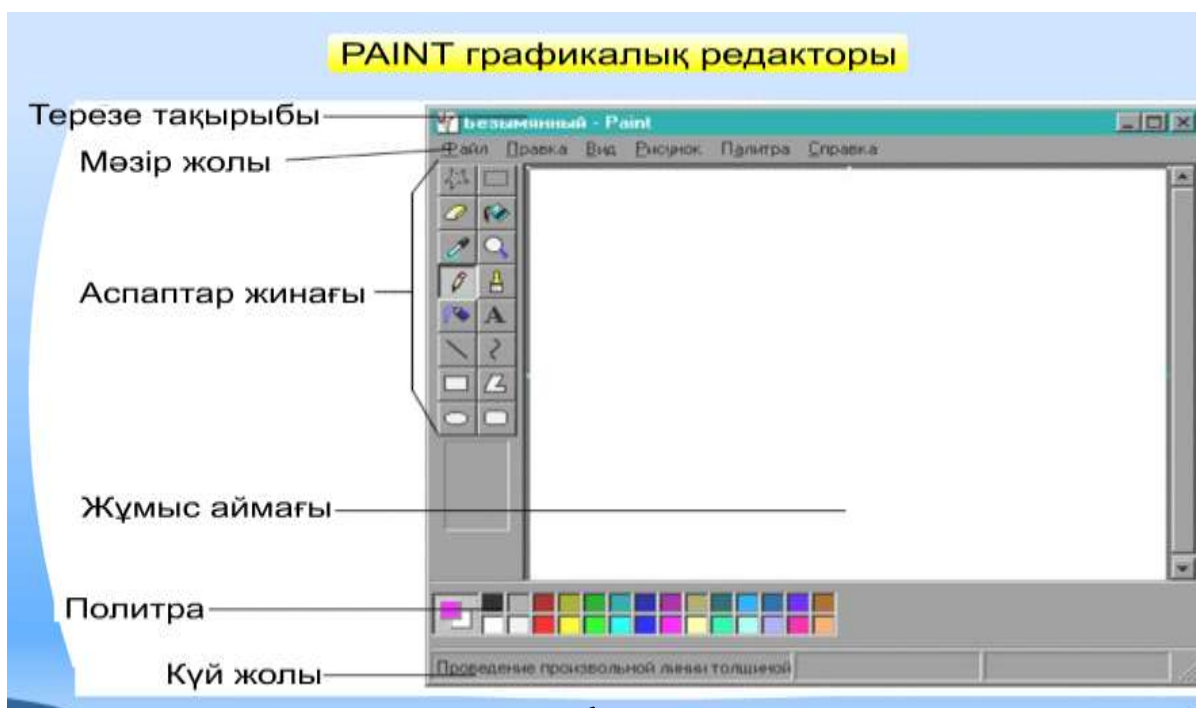 PAINT графикалық редакторы
Терезе тақырыбы
Безымянный - Paint
Мәзір жолы
Файл Правка Вид Рисунок Палитра Справка
Аспаптар жинағы
A
Жұмыс аймағы
Политра
Күй жолы
Проведение произвольной линии толщиной